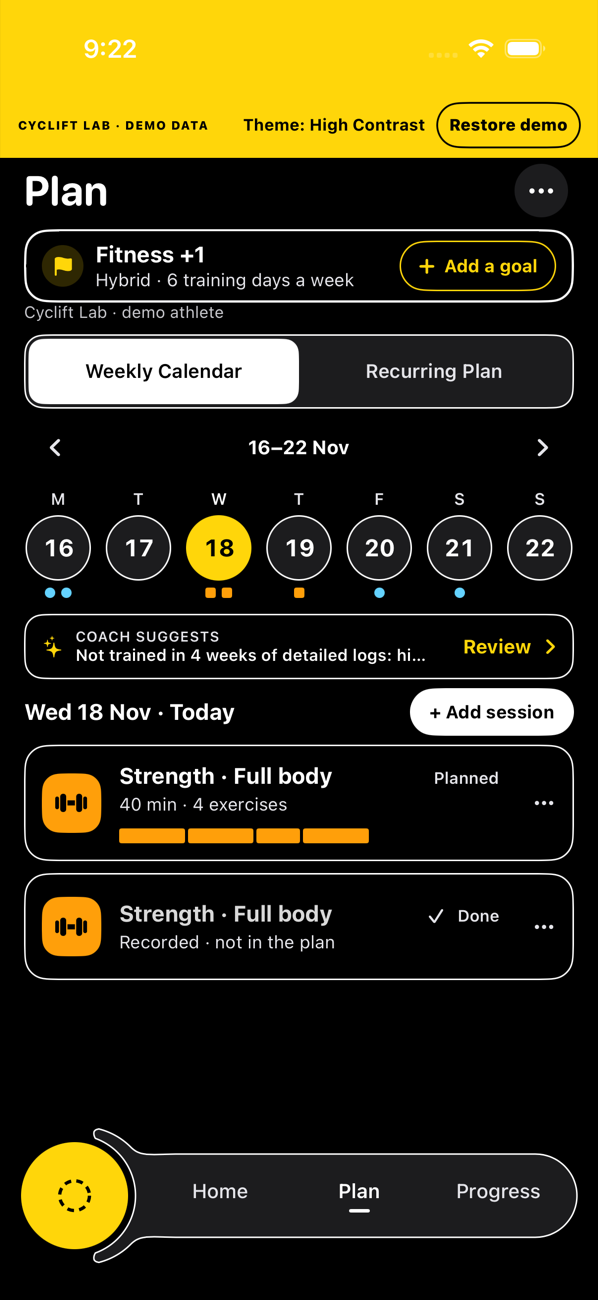 9:22
CYCLIFT LAB · DEMO DATA
Theme: High Contrast
Restore demo
Plan
Fitness +1
Hybrid · 6 training days a week
+ Add a goal
Cyclift Lab · demo athlete
Weekly Calendar
Recurring Plan
16–22 Nov
M T W T F S S
16 17 18 19 20 21 22
COACH SUGGESTS
Not trained in 4 weeks of detailed logs: hi...
Review
Wed 18 Nov · Today
+ Add session
Strength · Full body
Planned
40 min · 4 exercises
Strength · Full body
Done
Recorded · not in the plan
Home
Plan
Progress